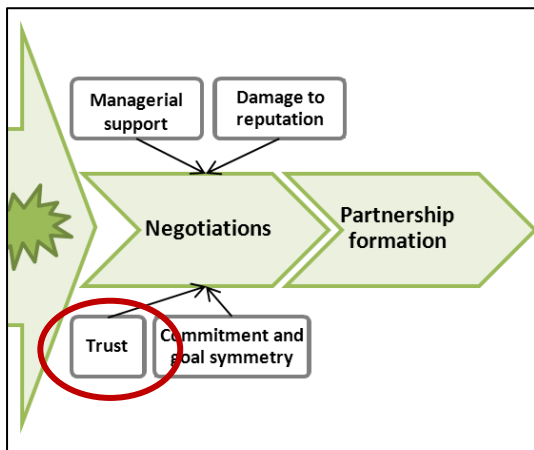 Managerial
support
Damage to
reputation
Negotiations
Partnership
formation
Trust
Commitment and
goal symmetry